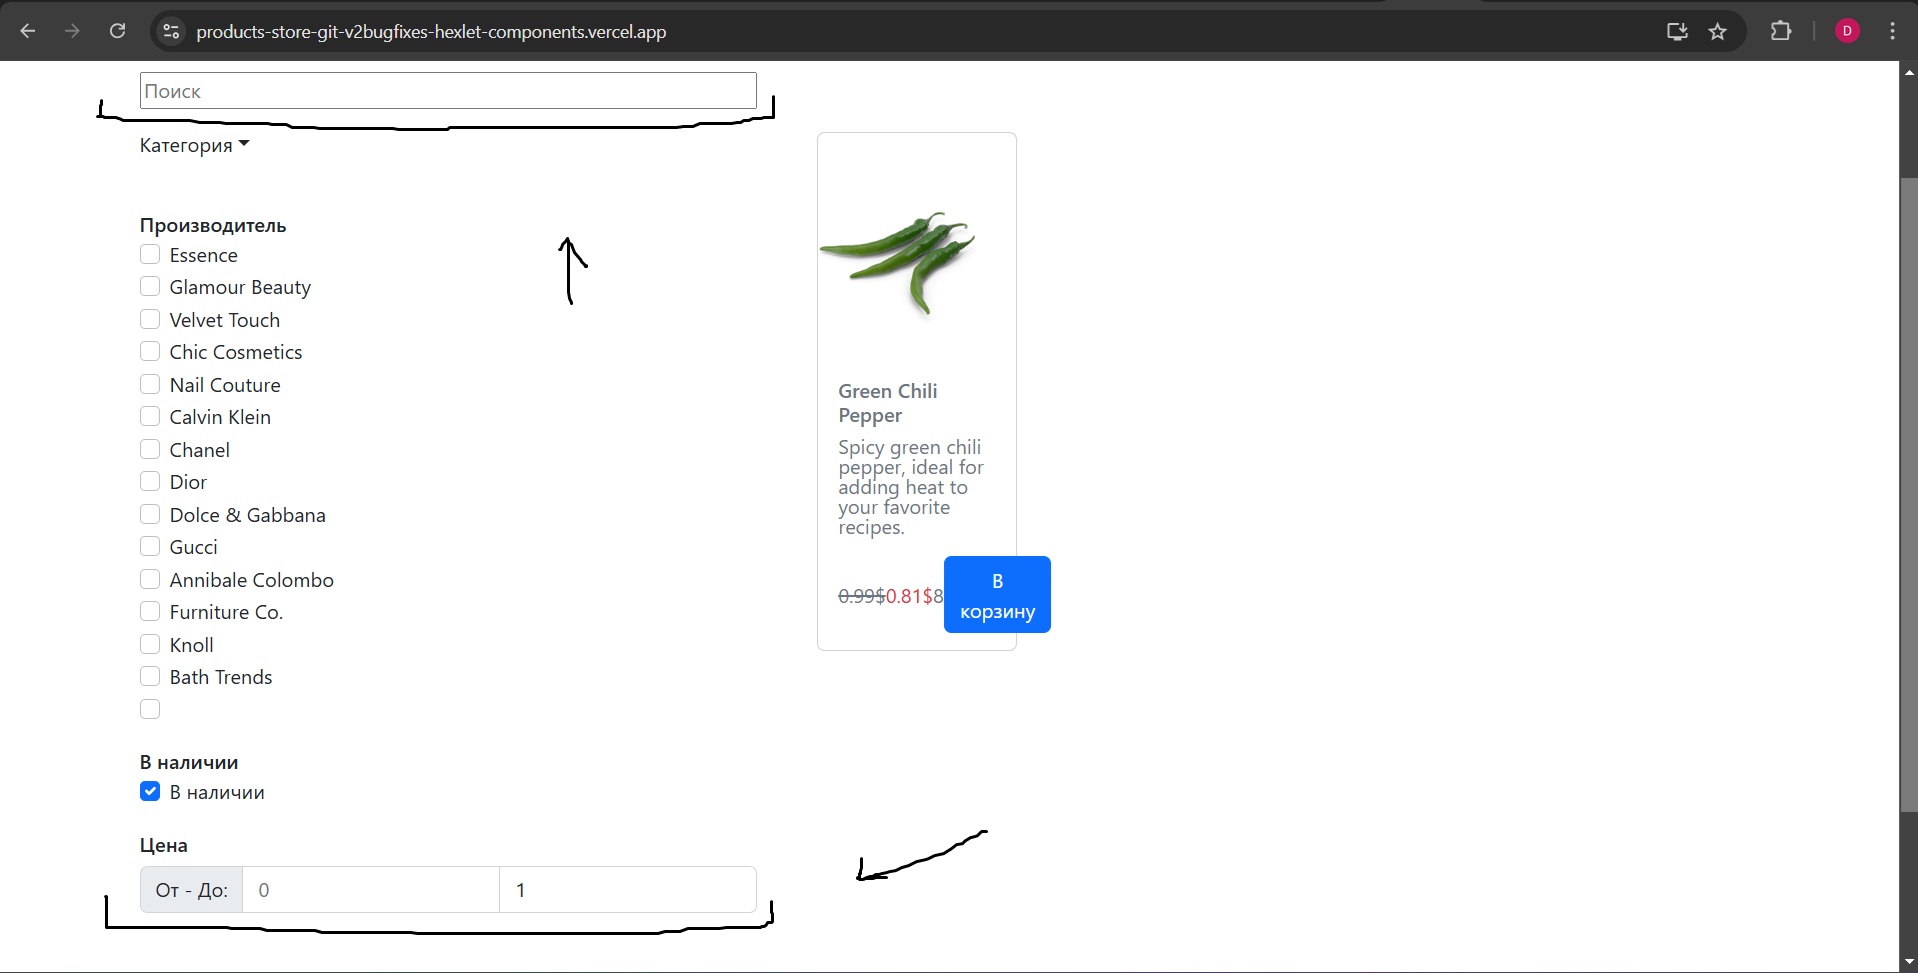 products-store-git-v2bugfixes-hexlet-components.vercel.app
D
Поиск
Категория
Производитель
Essence
Glamour Beauty
Velvet Touch
Chic Cosmetics
Nail Couture
Calvin Klein
Chanel
Dior
Dolce & Gabbana
Gucci
Annibale Colombo
Furniture Co.
Knoll
Bath Trends
В наличии
В наличии
Цена
От - До: 0 1
Green Chili
Pepper
Spicy green chili
pepper, ideal for
adding heat to
your favorite
recipes.
0.99$0.81$8
В
корзину